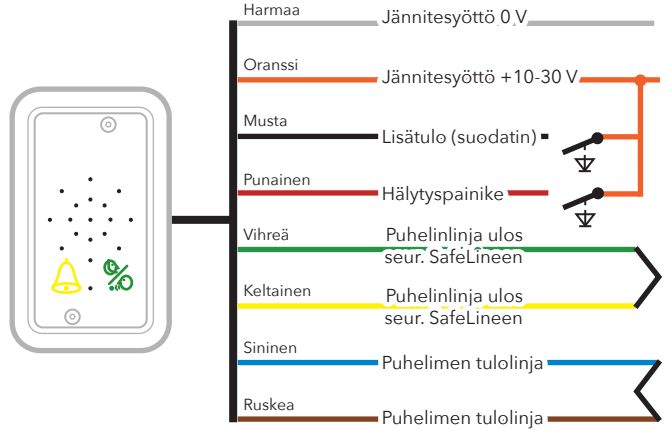 Harmaa
Jännitesyöttö 0 V
Oranssi
Jännitesyöttö +10-30 V
Musta
Lisätulo (suodatin)
Punainen
Hälytyspainike
Vihreä
Puhelinlinja ulos
seur. SafeLineen
Keltainen
Puhelinlinja ulos
seur. SafeLineen
Sininen
Puhelimen tulolinja
Ruskea
Puhelimen tulolinja